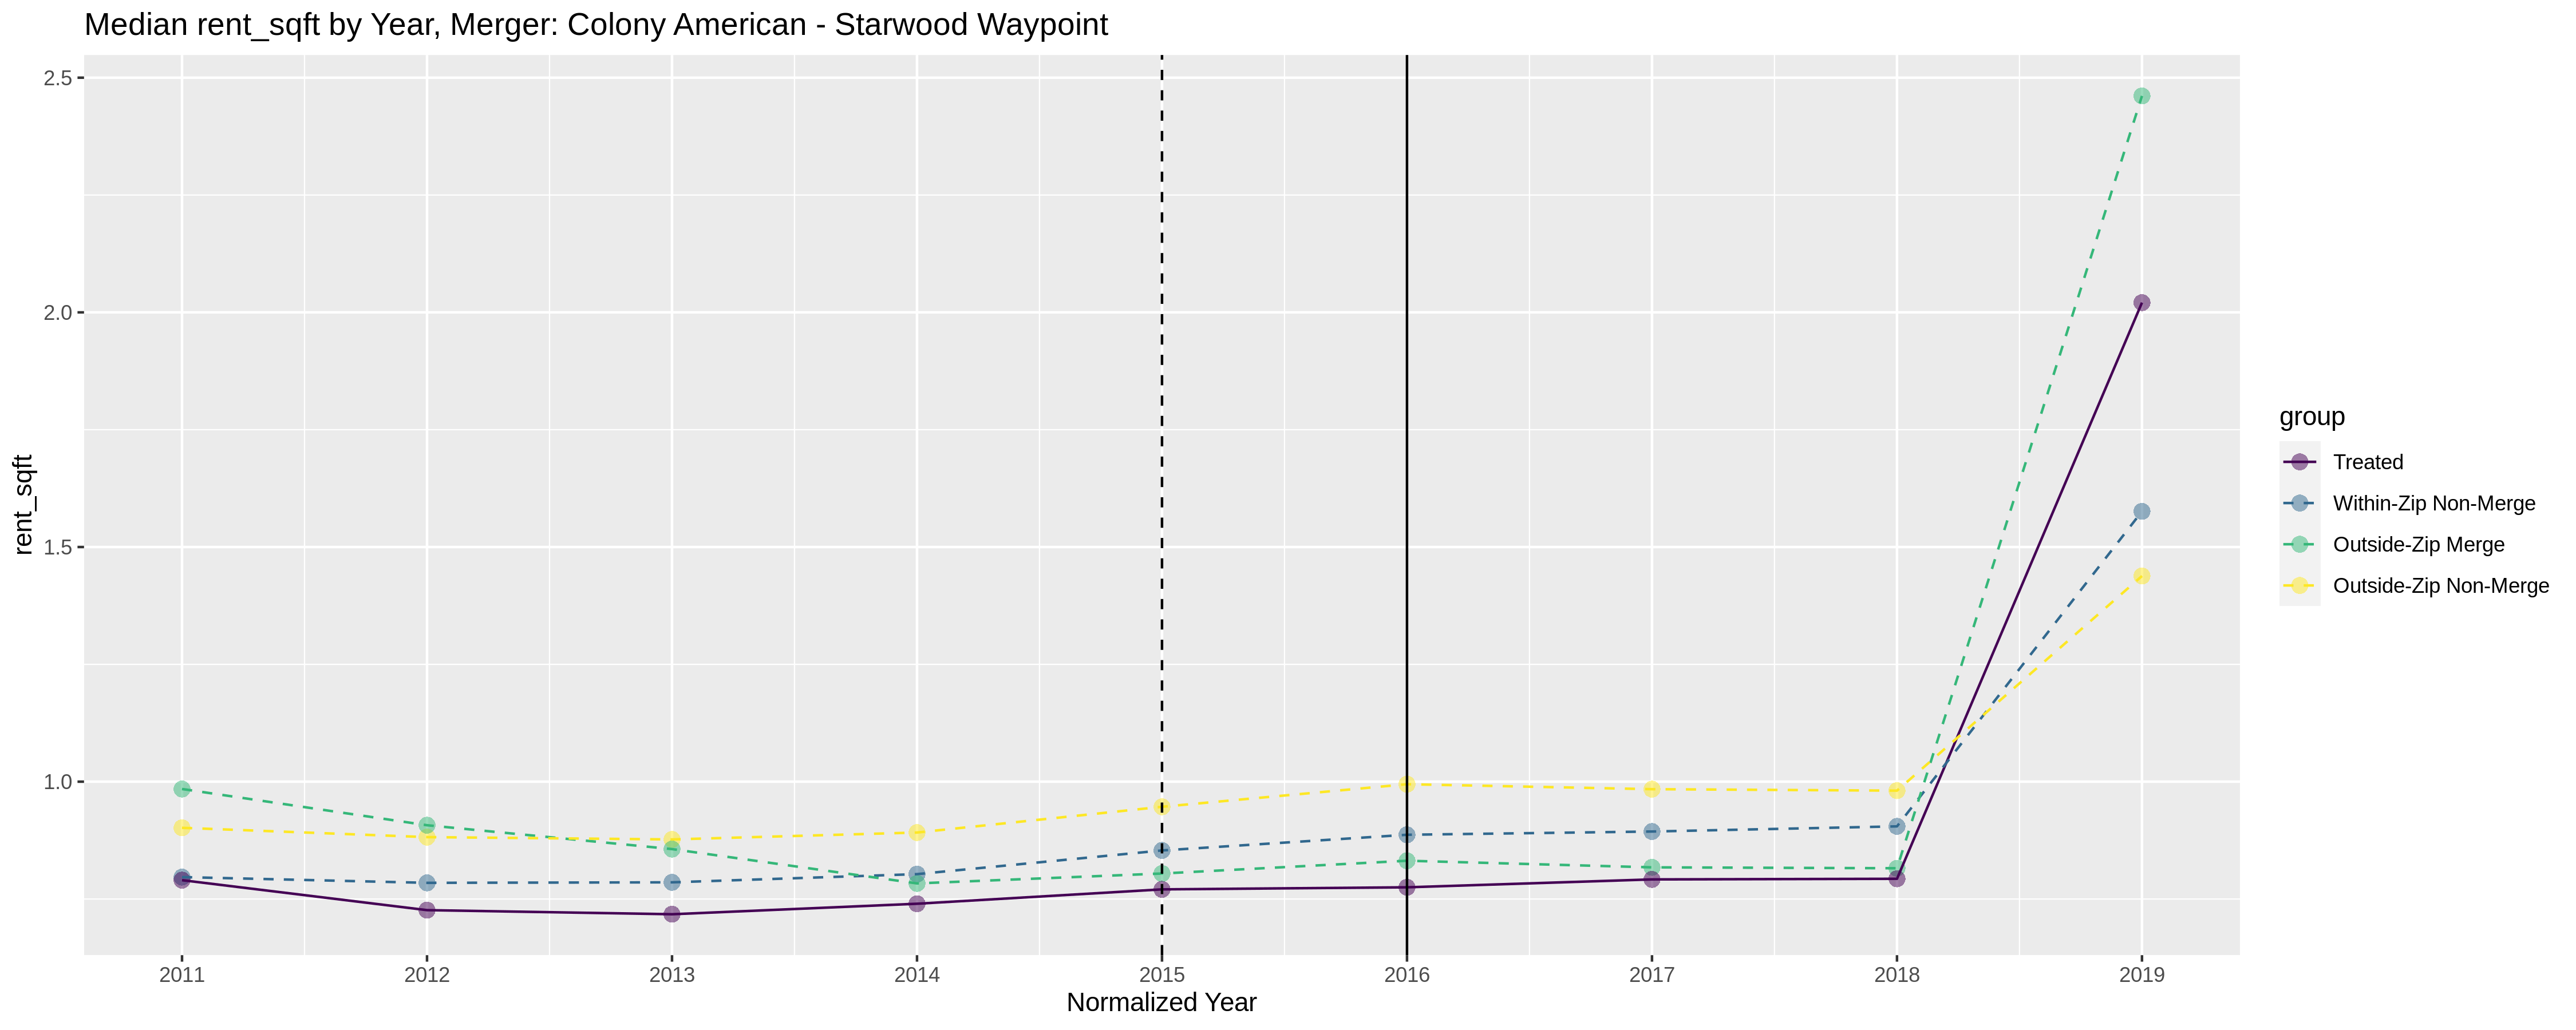 Median rent_sqft by Year, Merger: Colony American - Starwood Waypoint
2.5
2.0
1.5
1.0
rent_sqft
2011 2012 2013 2014 2015 2016 2017 2018 2019
Normalized Year
group
Treated
Within-Zip Non-Merge
Outside-Zip Merge
Outside-Zip Non-Merge